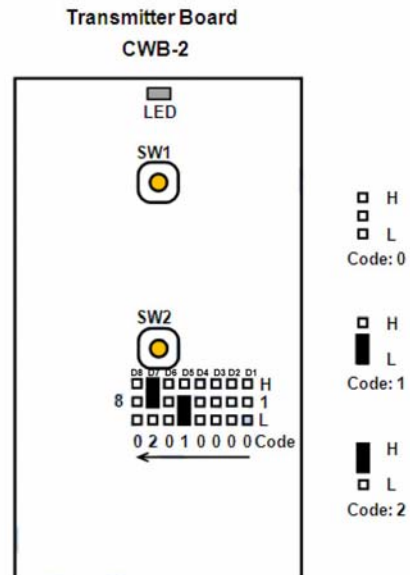 Transmitter Board
CWB-2
LED
SW1
SW2
D8 D7 D6 D5 D4 D3 D2 D1
H
8 1
L
0 2 0 1 0 0 0 0 Code
H
L
Code: 0
H
L
Code: 1
H
L
Code: 2